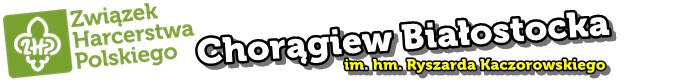 ZHP
Związek
Harcerstwa
Polskiego
Chorągiew Białostocka
im. hm. Ryszarda Kaczorowskiego